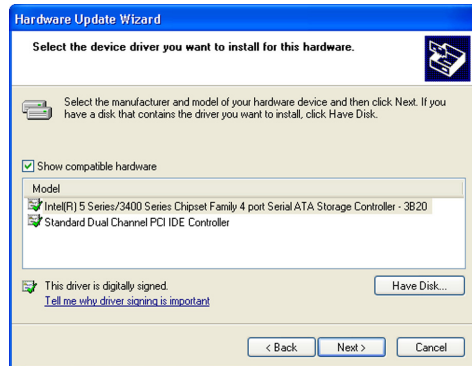 Hardware Update Wizard
Select the device driver you want to install for this hardware.
Select the manufacturer and model of your hardware device and then click Next. If you
have a disk that contains the driver you want to install, click Have Disk.
Show compatible hardware
Model
Intel(R) 5 Series/3400 Series Chipset Family 4 port Serial ATA Storage Controller - 3B20
Standard Dual Channel PCI IDE Controller
This driver is digitally signed.
Have Disk...
Tell me why driver signing is important
< Back
Next >
Cancel